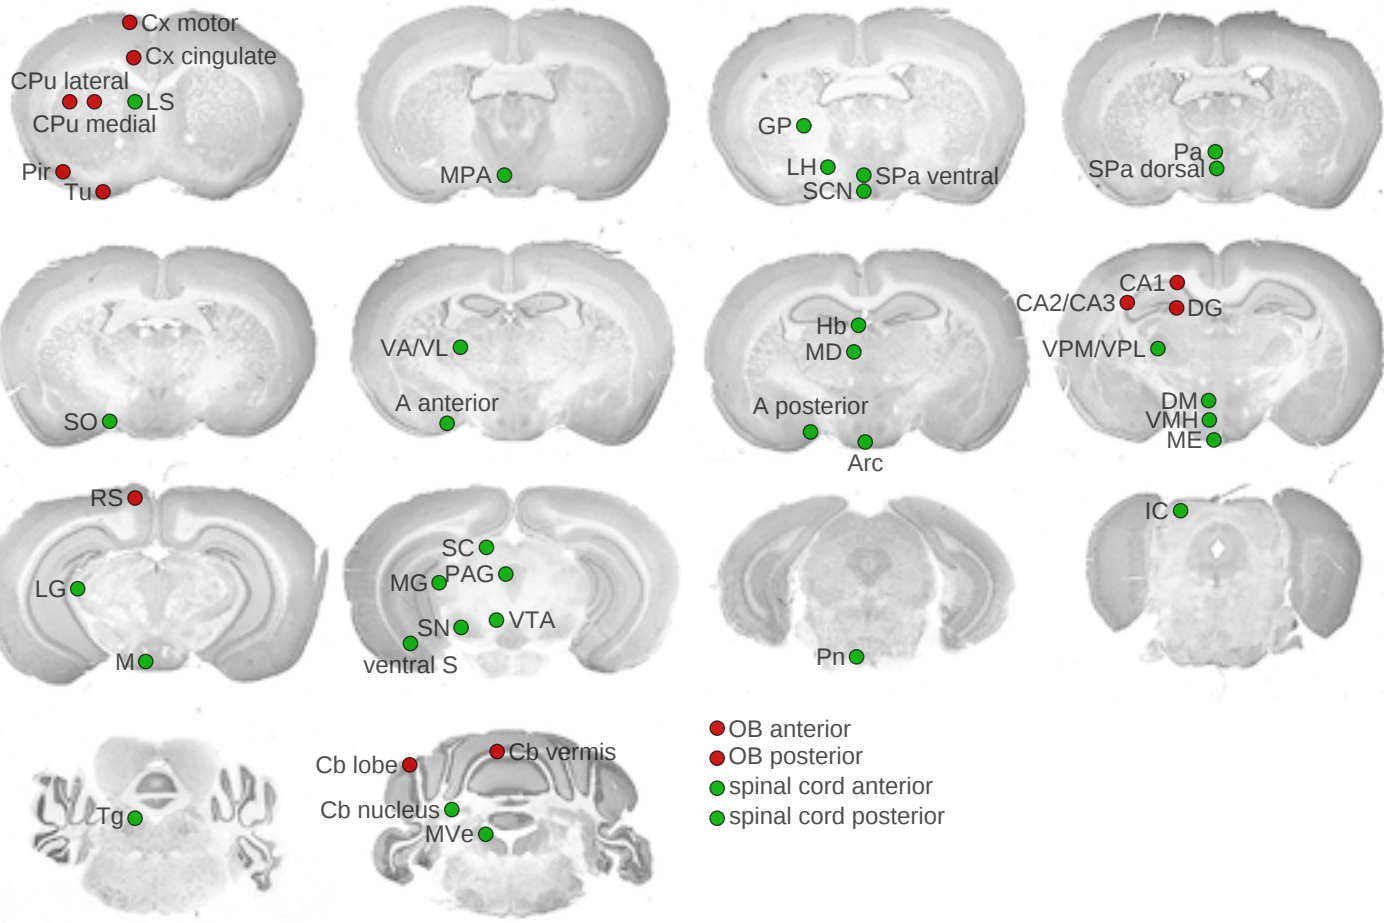 Cx motor
Cx cingulate
CPu lateral
LS
CPu medial
Pir
Tu
MPA
GP
LH
SPa ventral
SCN
Pa
SPa dorsal
SO
VA/VL
A anterior
Hb
MD
A posterior
Arc
CA1
CA2/CA3
DG
VPM/VPL
DM
VMH
ME
RS
LG
M
SC
MG
PAG
SN
VTA
ventral S
Pn
IC
Tg
Cb lobe
Cb vermis
Cb nucleus
MVe
OB anterior
OB posterior
spinal cord anterior
spinal cord posterior